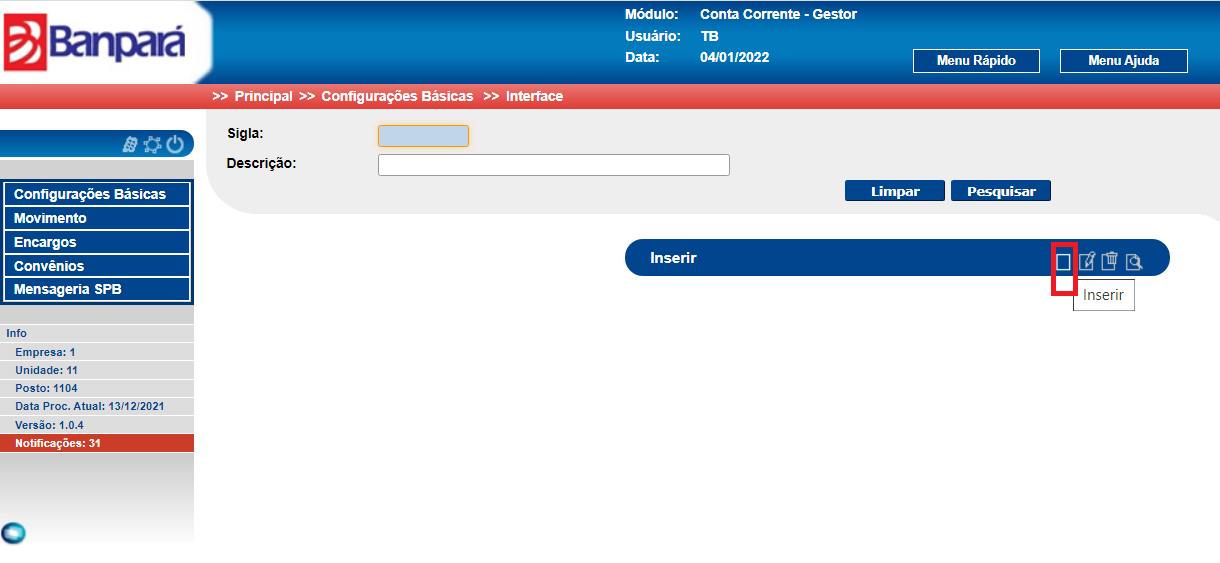 Banpará
Módulo: Conta Corrente - Gestor
Usuário: TB
Data: 04/01/2022
Menu Rápido
Menu Ajuda
>> Principal >> Configurações Básicas >> Interface
Sigla:
Descrição:
Limpar
Pesquisar
Configurações Básicas
Movimento
Encargos
Convênios
Mensageria SPB
Inserir
Inserir
Info
Empresa: 1
Unidade: 11
Posto: 1104
Data Proc. Atual: 13/12/2021
Versão: 1.0.4
Notificações: 31